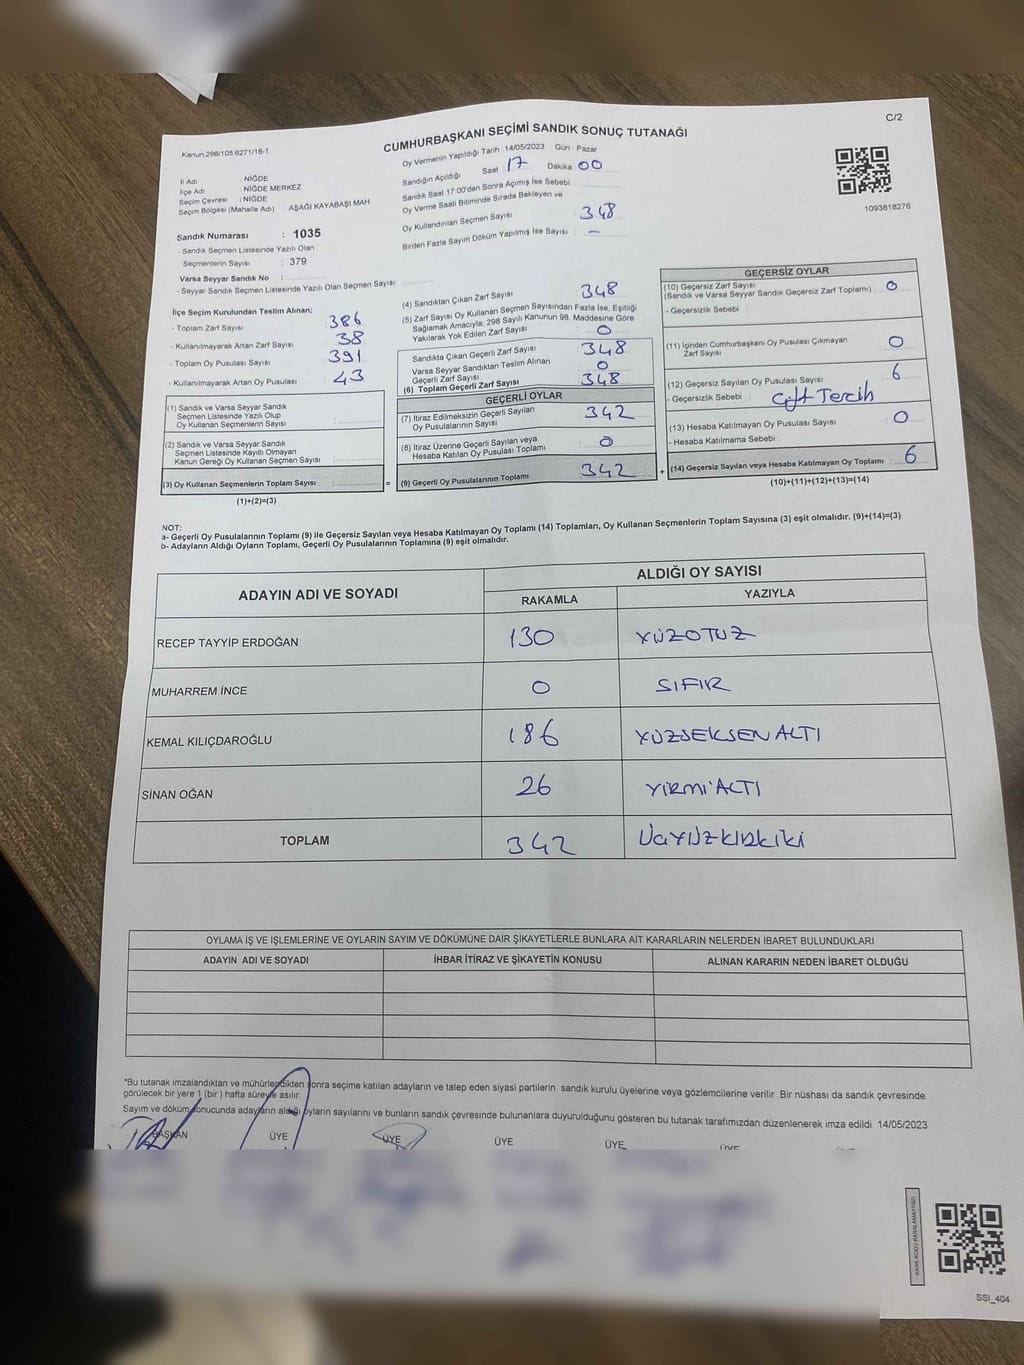 C/2
CUMHURBAŞKANI SEÇİMİ SANDIK SONUÇ TUTANAĞI
Kanun:298/105,6271/18-1
Oy Vermenin Yapıldığı Tarih :14/05/2023 Gün : Pazar
Sandığın Açıldığı Saat : 17 Dakika : 00
Sandık Saat 17:00'den Sonra Açılmış İse Sebebi :
Oy Verme Saati Bitiminde Sırada Bekleyen ve
Oy Kullandırılan Seçmen Sayısı : 348
Birden Fazla Sayım Döküm Yapılmış İse Sayısı : -
1093818276
İl Adı : NİĞDE
İlçe Adı : NİĞDE MERKEZ
Seçim Çevresi : NİĞDE
Seçim Bölgesi (Mahalle Adı) : AŞAĞI KAYABAŞI MAH
Sandık Numarası : 1035
- Sandık Seçmen Listesinde Yazılı Olan
Seçmenlerin Sayısı : 379
Varsa Seyyar Sandık No :
- Seyyar Sandık Seçmen Listesinde Yazılı Olan Seçmen Sayısı :
İlçe Seçim Kurulundan Teslim Alınan;
- Toplam Zarf Sayısı : 386
- Kullanılmayarak Artan Zarf Sayısı : 38
- Toplam Oy Pusulası Sayısı : 391
- Kullanılmayarak Artan Oy Pusulası : 43
(1) Sandık ve Varsa Seyyar Sandık
Seçmen Listesinde Yazılı Olup
Oy Kullanan Seçmen Sayısı :
(2) Sandık ve Varsa Seyyar Sandık
Seçmen Listesinde Kayıtlı Olmayan
Kanun Gereği Oy Kullanan Seçmen Sayısı :
(3) Oy Kullanan Seçmenlerin Toplam Sayısı :
(1)+(2)=(3)
(4) Sandıktan Çıkan Zarf Sayısı : 348
(5) Zarf Sayısı Oy Kullanan Seçmen Sayısından Fazla İse, Eşitliği
Sağlamak Amacıyla, 298 Sayılı Kanunun 98. Maddesine Göre
Yakılarak Yok Edilen Zarf Sayısı : 0
Sandıkta Çıkan Geçerli Zarf Sayısı : 348
Varsa Seyyar Sandıktan Teslim Alınan
Geçerli Zarf Sayısı : 0
(6) Toplam Geçerli Zarf Sayısı : 348
GEÇERLİ OYLAR
(7) İtiraz Edilmeksizin Geçerli Sayılan
Oy Pusulalarının Sayısı : 342
(8) İtiraz Üzerine Geçerli Sayılan veya
Hesaba Katılan Oy Pusulası Toplamı : 0
= (9) Geçerli Oy Pusulalarının Toplamı : 342 +
GEÇERSİZ OYLAR
(10) Geçersiz Zarf Sayısı
(Sandık ve Varsa Seyyar Sandık Geçersiz Zarf Toplamı) : 0
- Geçersizlik Sebebi :
(11) İçinden Cumhurbaşkanı Oy Pusulası Çıkmayan
Zarf Sayısı : 0
(12) Geçersiz Sayılan Oy Pusulası Sayısı : 6
- Geçersizlik Sebebi : Çift Tercih
(13) Hesaba Katılmayan Oy Pusulası Sayısı : 0
- Hesaba Katılmama Sebebi :
(14) Geçersiz Sayılan veya Hesaba Katılmayan Oy Toplamı : 6
(10)+(11)+(12)+(13)=(14)
NOT:
a- Geçerli Oy Pusulalarının Toplamı (9) ile Geçersiz Sayılan veya Hesaba Katılmayan Oy Toplamı (14) Toplamları, Oy Kullanan Seçmenlerin Toplam Sayısına (3) eşit olmalıdır. (9)+(14)=(3)
b- Adayların Aldığı Oyların Toplamı, Geçerli Oy Pusulalarının Toplamına (9) eşit olmalıdır.
ADAYIN ADI VE SOYADI
ALDIĞI OY SAYISI
RAKAMLA YAZIYLA
RECEP TAYYİP ERDOĞAN 130 YÜZOTUZ
MUHARREM İNCE 0 SIFIR
KEMAL KILIÇDAROĞLU 186 YÜZSEKSEN ALTI
SİNAN OĞAN 26 YİRMİ ALTI
TOPLAM 342 ÜÇYÜZKIRKİKİ
OYLAMA İŞ VE İŞLEMLERİNE VE OYLARIN SAYIM VE DÖKÜMÜNE DAİR ŞİKAYETLERLE BUNLARA AİT KARARLARIN NELERDEN İBARET BULUNDUKLARI
ADAYIN ADI VE SOYADI İHBAR İTİRAZ VE ŞİKAYETİN KONUSU ALINAN KARARIN NEDEN İBARET OLDUĞU
*Bu tutanak imzalandıktan ve mühürlendikten sonra seçime katılan adayların ve talep eden siyasi partilerin sandık kurulu üyelerine veya gözlemcilerine verilir .Bir nüshası da sandık çevresinde
görülecek bir yere 1 (bir ) hafta süreyle asılır.
Sayım ve döküm sonucunda adayların aldığı oyların sayılarını ve bunların sandık çevresinde bulunanlara duyurulduğunu gösteren bu tutanak tarafımızdan düzenlenerek imza edildi. 14/05/2023
BAŞKAN ÜYE ÜYE ÜYE ÜYE
KARE KODU KARALAMAYINIZ
SSI_404